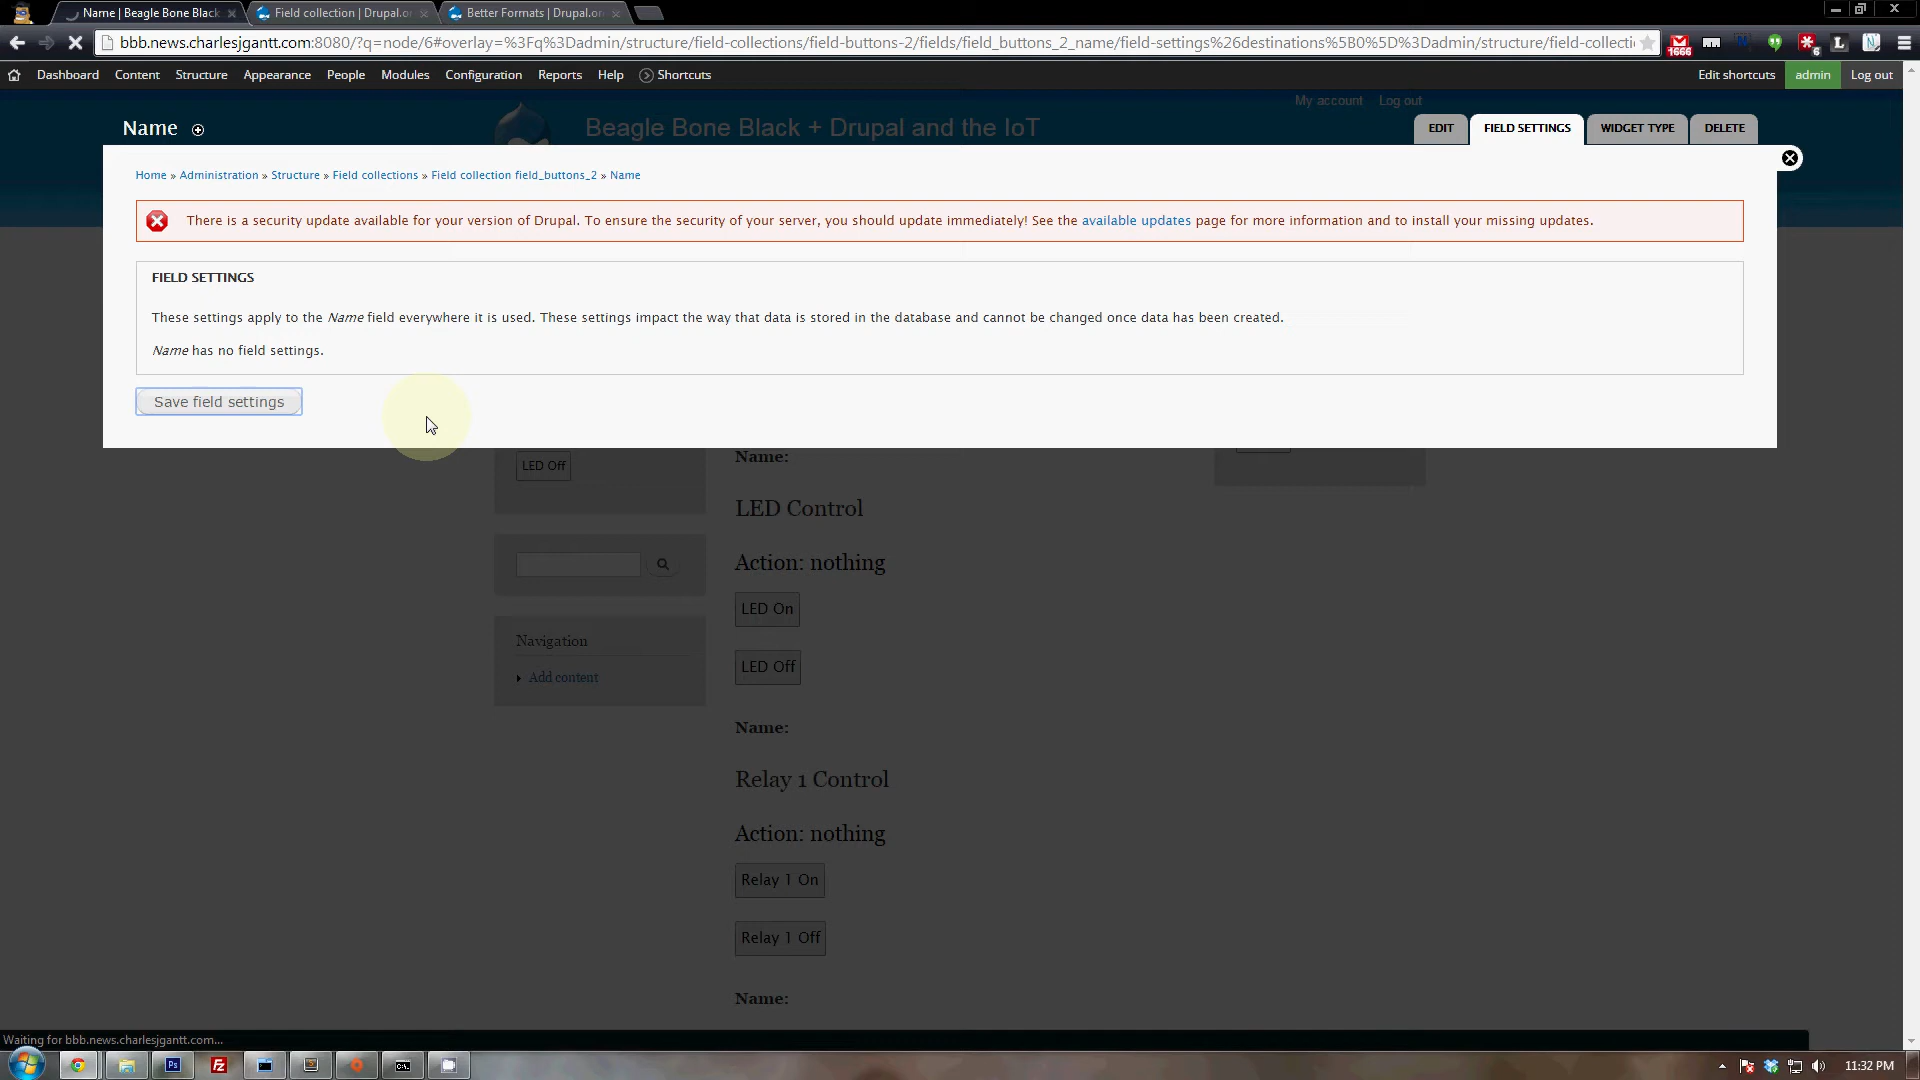 Name | Beagle Bone Black
Field collection | Drupal.or
Better Formats | Drupal.or
bbb.news.charlesjgantt.com:8080/?q=node/6#overlay=%3Fq%3Dadmin/structure/field-collections/field-buttons-2/fields/field_buttons_2_name/field-settings%26destinations%5B0%5D%3Dadmin/structure/field-collecti
1666
6
L
N
Dashboard Content Structure Appearance People Modules Configuration Reports Help Shortcuts
Edit shortcuts admin Log out
My account Log out
Beagle Bone Black + Drupal and the IoT
Name
EDIT FIELD SETTINGS WIDGET TYPE DELETE
Home » Administration » Structure » Field collections » Field collection field_buttons_2 » Name
There is a security update available for your version of Drupal. To ensure the security of your server, you should update immediately! See the available updates page for more information and to install your missing updates.
FIELD SETTINGS
These settings apply to the Name field everywhere it is used. These settings impact the way that data is stored in the database and cannot be changed once data has been created.
Name has no field settings.
Save field settings
LED Off
Name:
LED Control
Action: nothing
LED On
LED Off
Navigation
Add content
Name:
Relay 1 Control
Action: nothing
Relay 1 On
Relay 1 Off
Name:
Waiting for bbb.news.charlesjgantt.com...
Ps
Fz
C:\.
11:32 PM